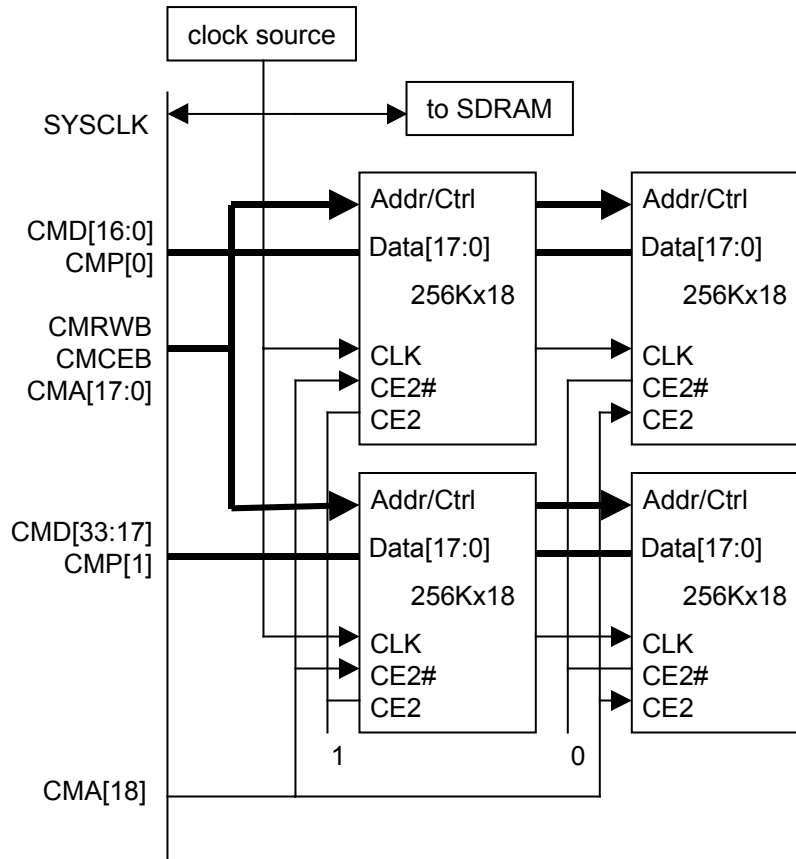 clock source
SYSCLK
to SDRAM
CMD[16:0]
CMP[0]
CMRWB
CMCEB
CMA[17:0]
Addr/Ctrl
Data[17:0]
256Kx18
CLK
CE2#
CE2
Addr/Ctrl
Data[17:0]
256Kx18
CLK
CE2#
CE2
CMD[33:17]
CMP[1]
Addr/Ctrl
Data[17:0]
256Kx18
CLK
CE2#
CE2
Addr/Ctrl
Data[17:0]
256Kx18
CLK
CE2#
CE2
1
0
CMA[18]